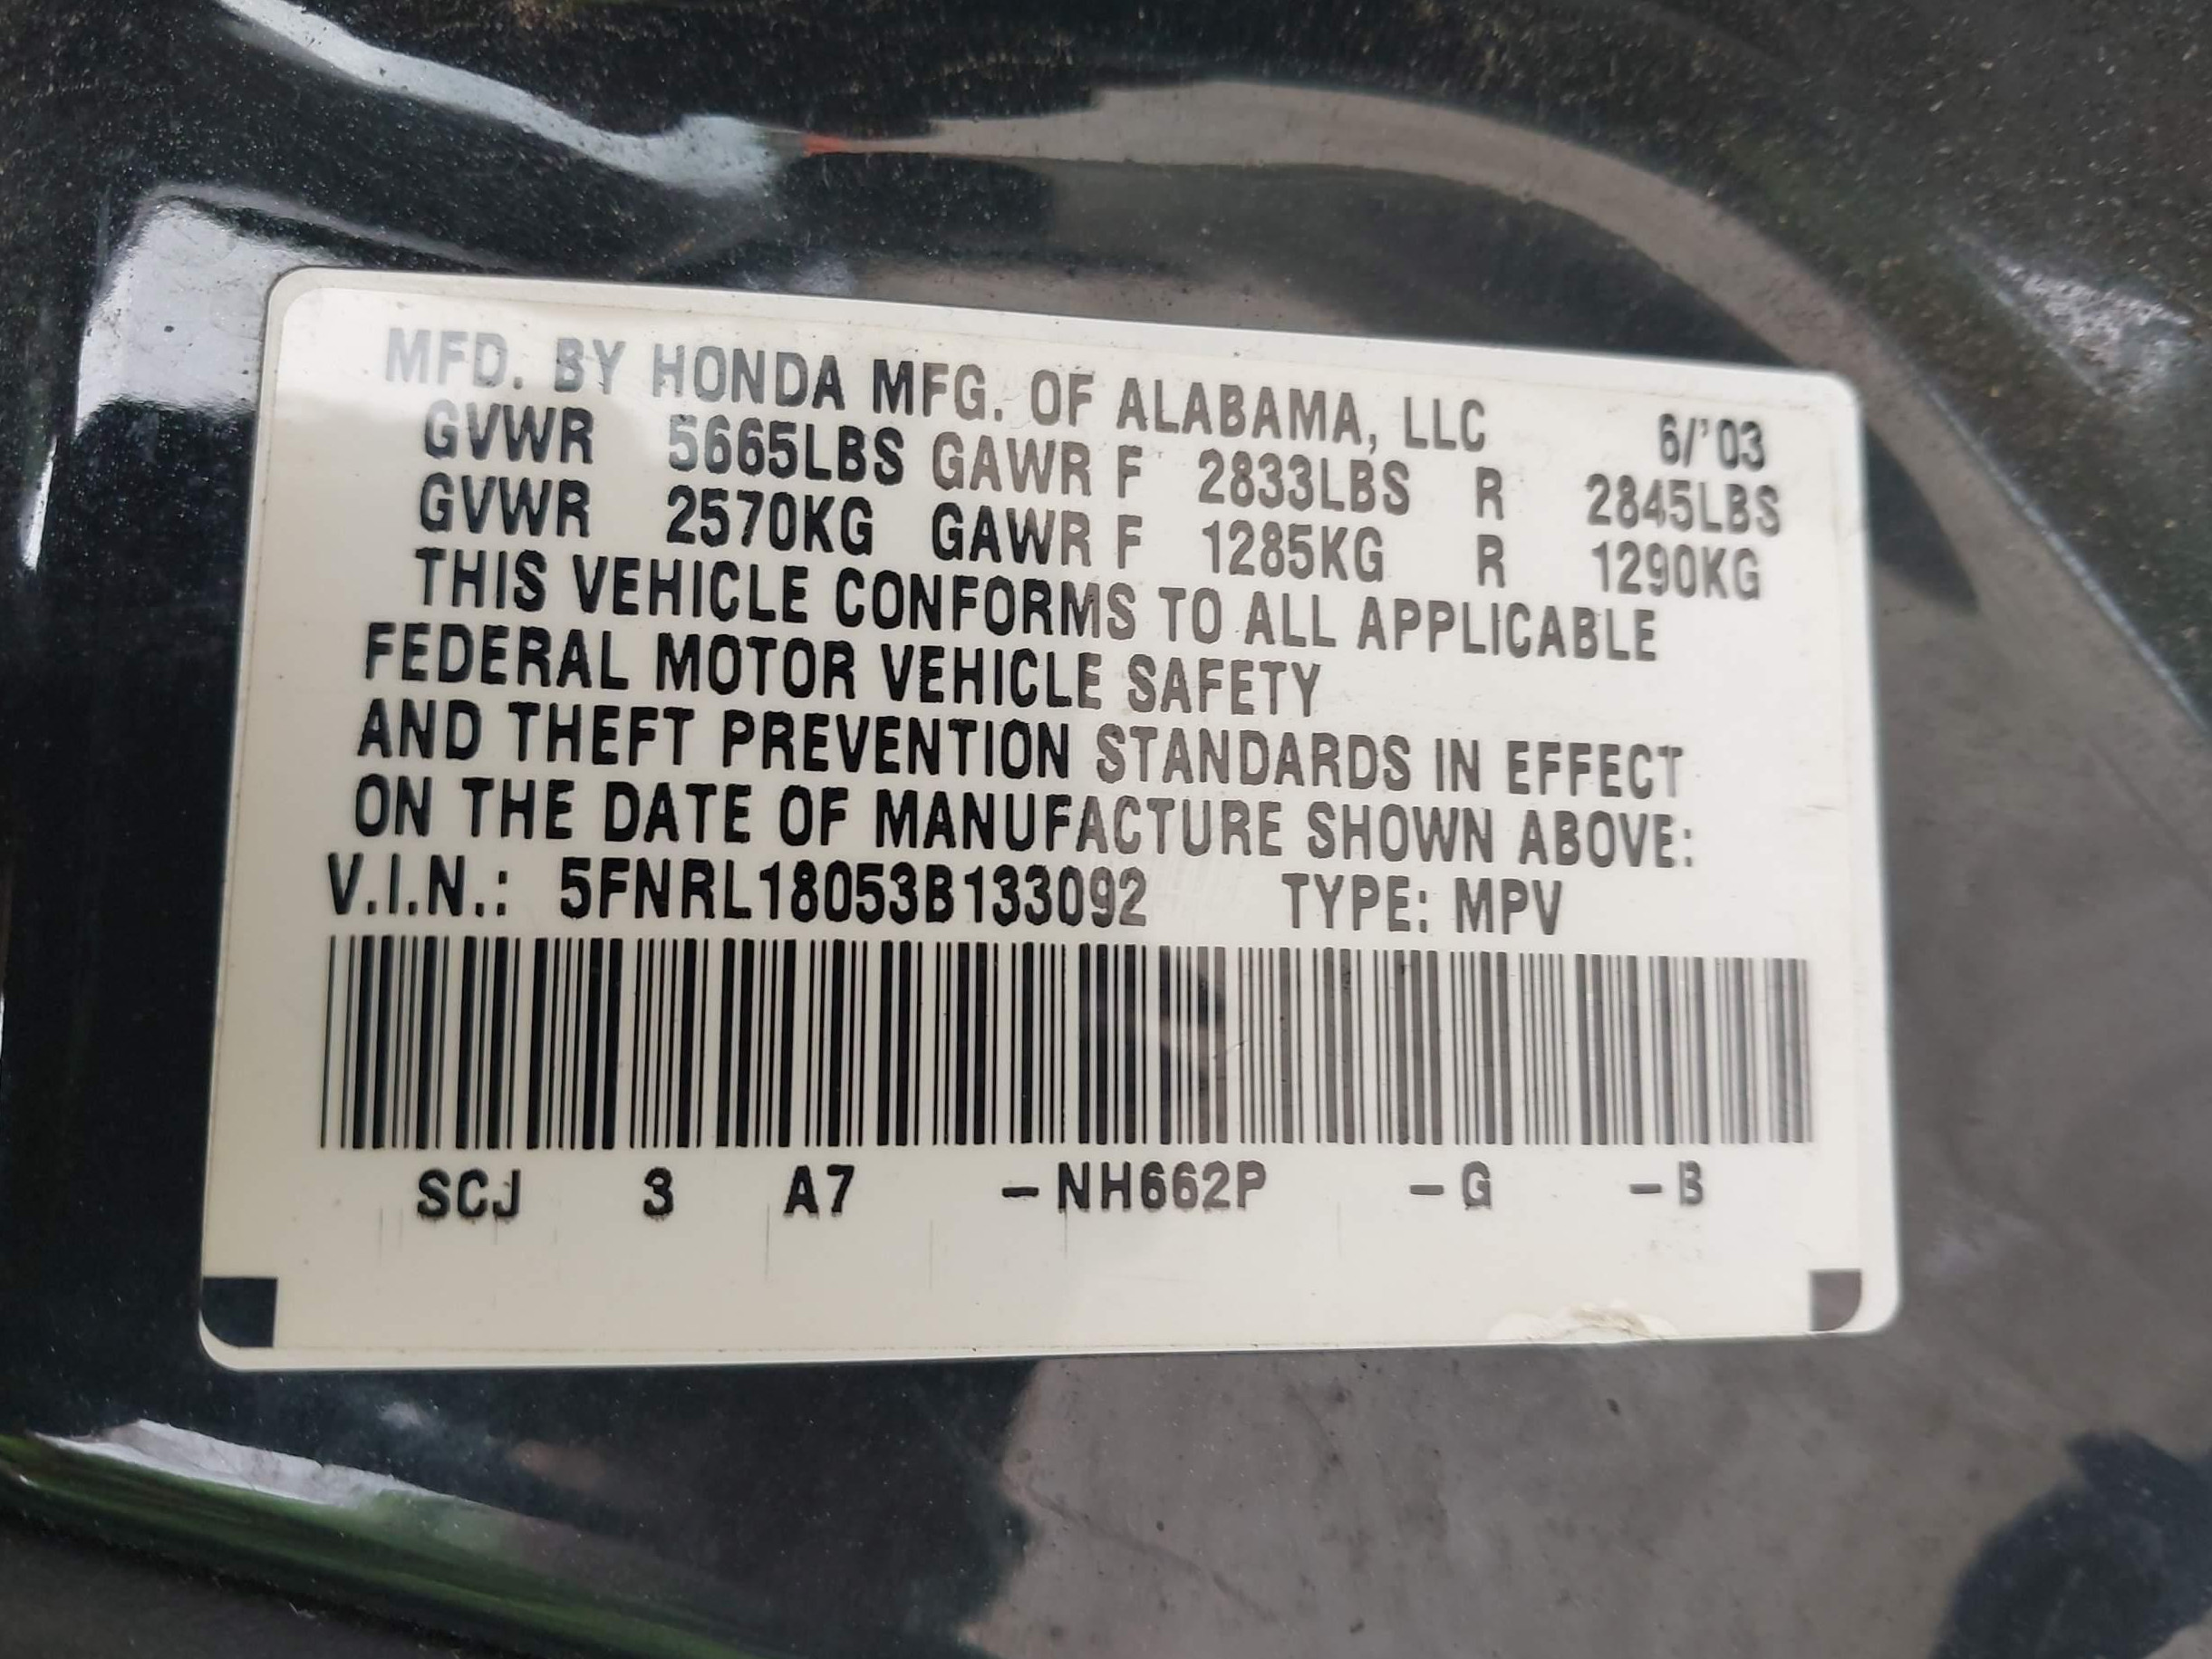 MFD. BY HONDA MFG. OF ALABAMA, LLC 6/'03
GVWR 5665LBS GAWR F 2833LBS R 2845LBS
GVWR 2570KG GAWR F 1285KG R 1290KG
THIS VEHICLE CONFORMS TO ALL APPLICABLE
FEDERAL MOTOR VEHICLE SAFETY
AND THEFT PREVENTION STANDARDS IN EFFECT
ON THE DATE OF MANUFACTURE SHOWN ABOVE:
V.I.N.: 5FNRL18053B133092 TYPE: MPV
SCJ 3 A7 -NH662P -G -B